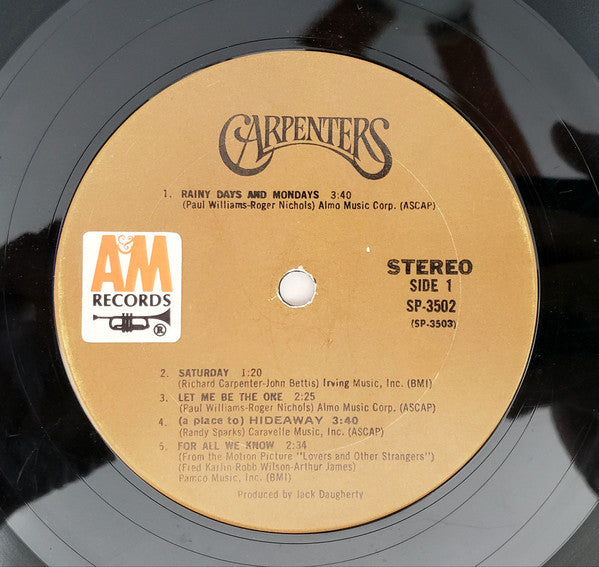 CARPENTERS
1. RAINY DAYS AND MONDAYS 3:40
(Paul Williams-Roger Nichols) Almo Music Corp. (ASCAP)
A&M
RECORDS
®
STEREO
SIDE 1
SP-3502
(SP-3503)
2. SATURDAY 1:20
(Richard Carpenter-John Bettis) Irving Music, Inc. (BMI)
3. LET ME BE THE ONE 2:25
(Paul Williams-Roger Nichols) Almo Music Corp. (ASCAP)
4. (a place to) HIDEAWAY 3:40
(Randy Sparks) Caravelle Music, Inc. (ASCAP)
5. FOR ALL WE KNOW 2:34
(From the Motion Picture "Lovers and Other Strangers")
(Fred Karlin Robb Wilson-Arthur James)
Pamco Music, Inc. (BMI)
Produced by Jack Daugherty